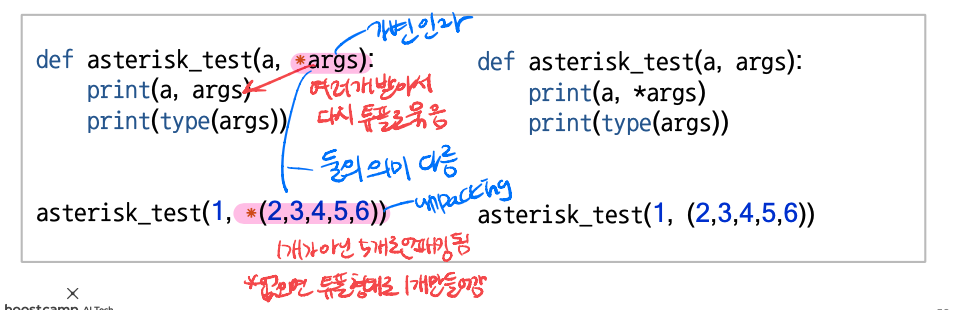 가변인자
def asterisk_test(a, *args):
print(a, args)
print(type(args))
여러개 받아서
다시 튜플로 묶음
둘의 의미 다름
unpacking
asterisk_test(1, *(2,3,4,5,6))
1개가 아닌 5개로 언패킹됨
*없으면 튜플형태로 1개만 들어감
def asterisk_test(a, args):
print(a, *args)
print(type(args))
asterisk_test(1, (2,3,4,5,6))
×
boostcamp AI Tech